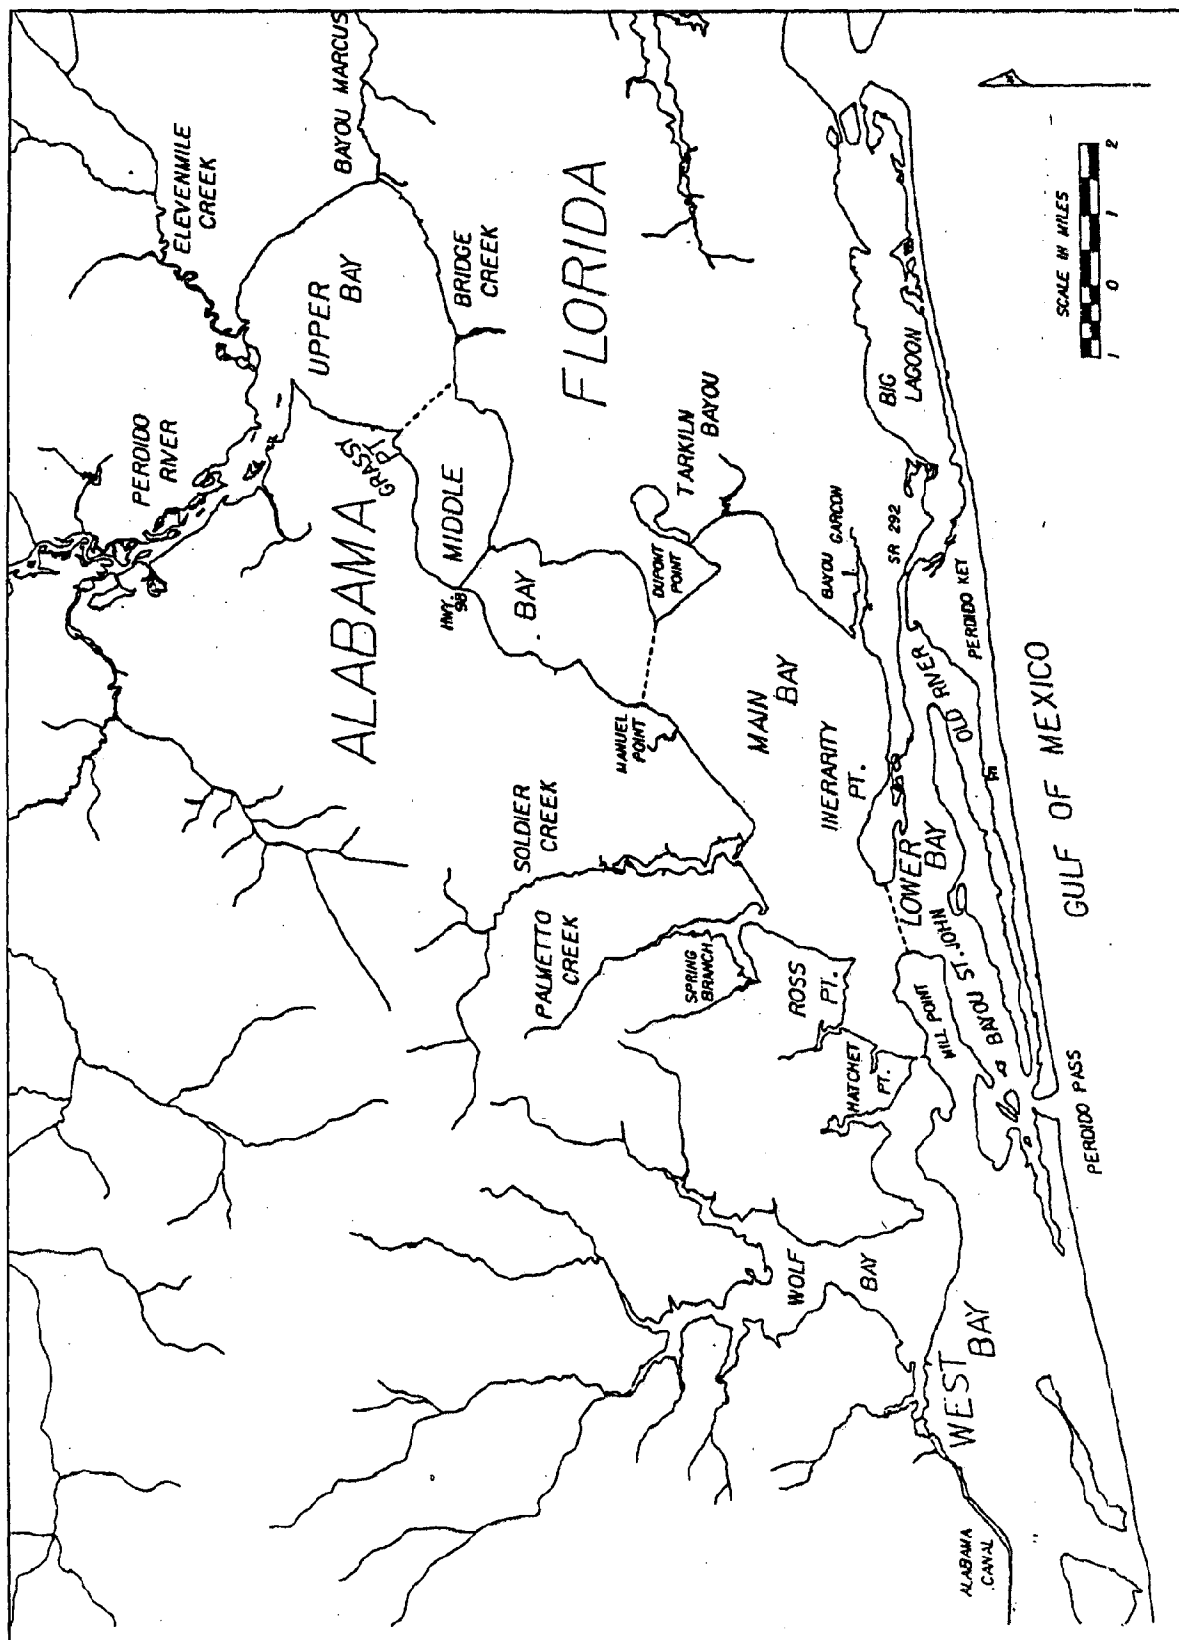 ELEVENMILE
CREEK
BAYOU MARCUS
PERDIDO
RIVER
UPPER
BAY
BRIDGE
CREEK
ALABAMA
GRASSY
PT.
MIDDLE
BAY
HWY.
98
FLORIDA
TARKILN
BAYOU
DUPONT
POINT
MANUEL
POINT
SOLDIER
CREEK
PALMETTO
CREEK
SPRING
BRANCH
MAIN
BAY
BAYOU GARCON
INERARITY
PT.
ROSS
PT.
HATCHET
PT.
MILL POINT
WOLF
BAY
SR 292
BIG
LAGOON
OLD RIVER
PERDIDO KEY
LOWER
BAY
BAYOU ST. JOHN
WEST
BAY
ALABAMA
CANAL
PERDIDO PASS
GULF OF MEXICO
SCALE IN MILES
1 0 1 2